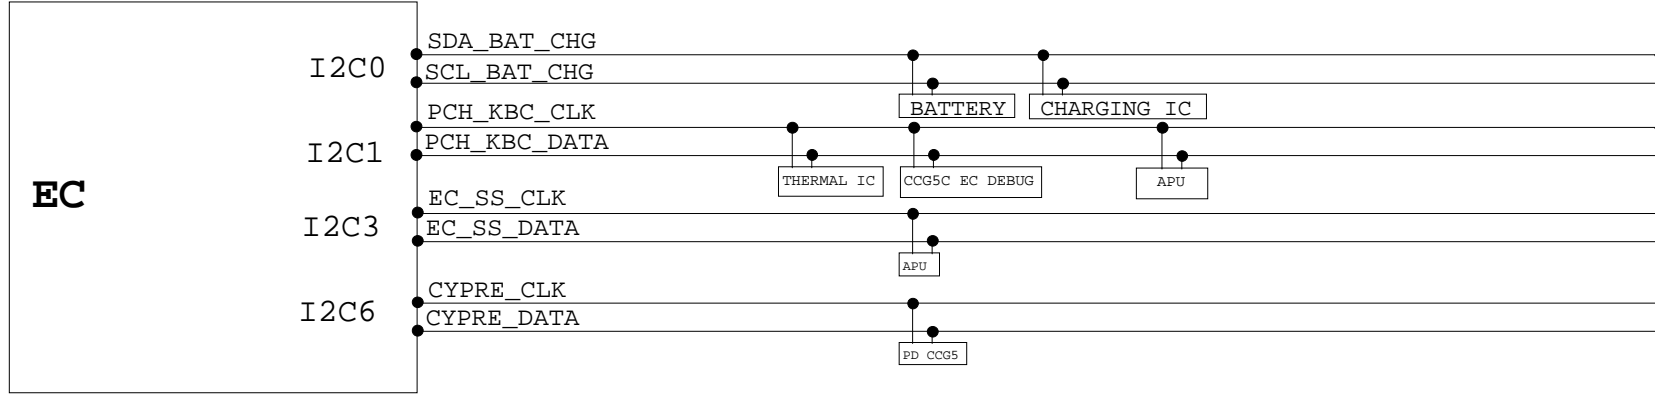 SDA_BAT_CHG
I2C0
SCL_BAT_CHG
BATTERY
CHARGING IC
PCH_KBC_CLK
I2C1
PCH_KBC_DATA
THERMAL IC
CCG5C EC DEBUG
APU
EC
EC_SS_CLK
I2C3
EC_SS_DATA
APU
CYPRE_CLK
I2C6
CYPRE_DATA
PD CCG5